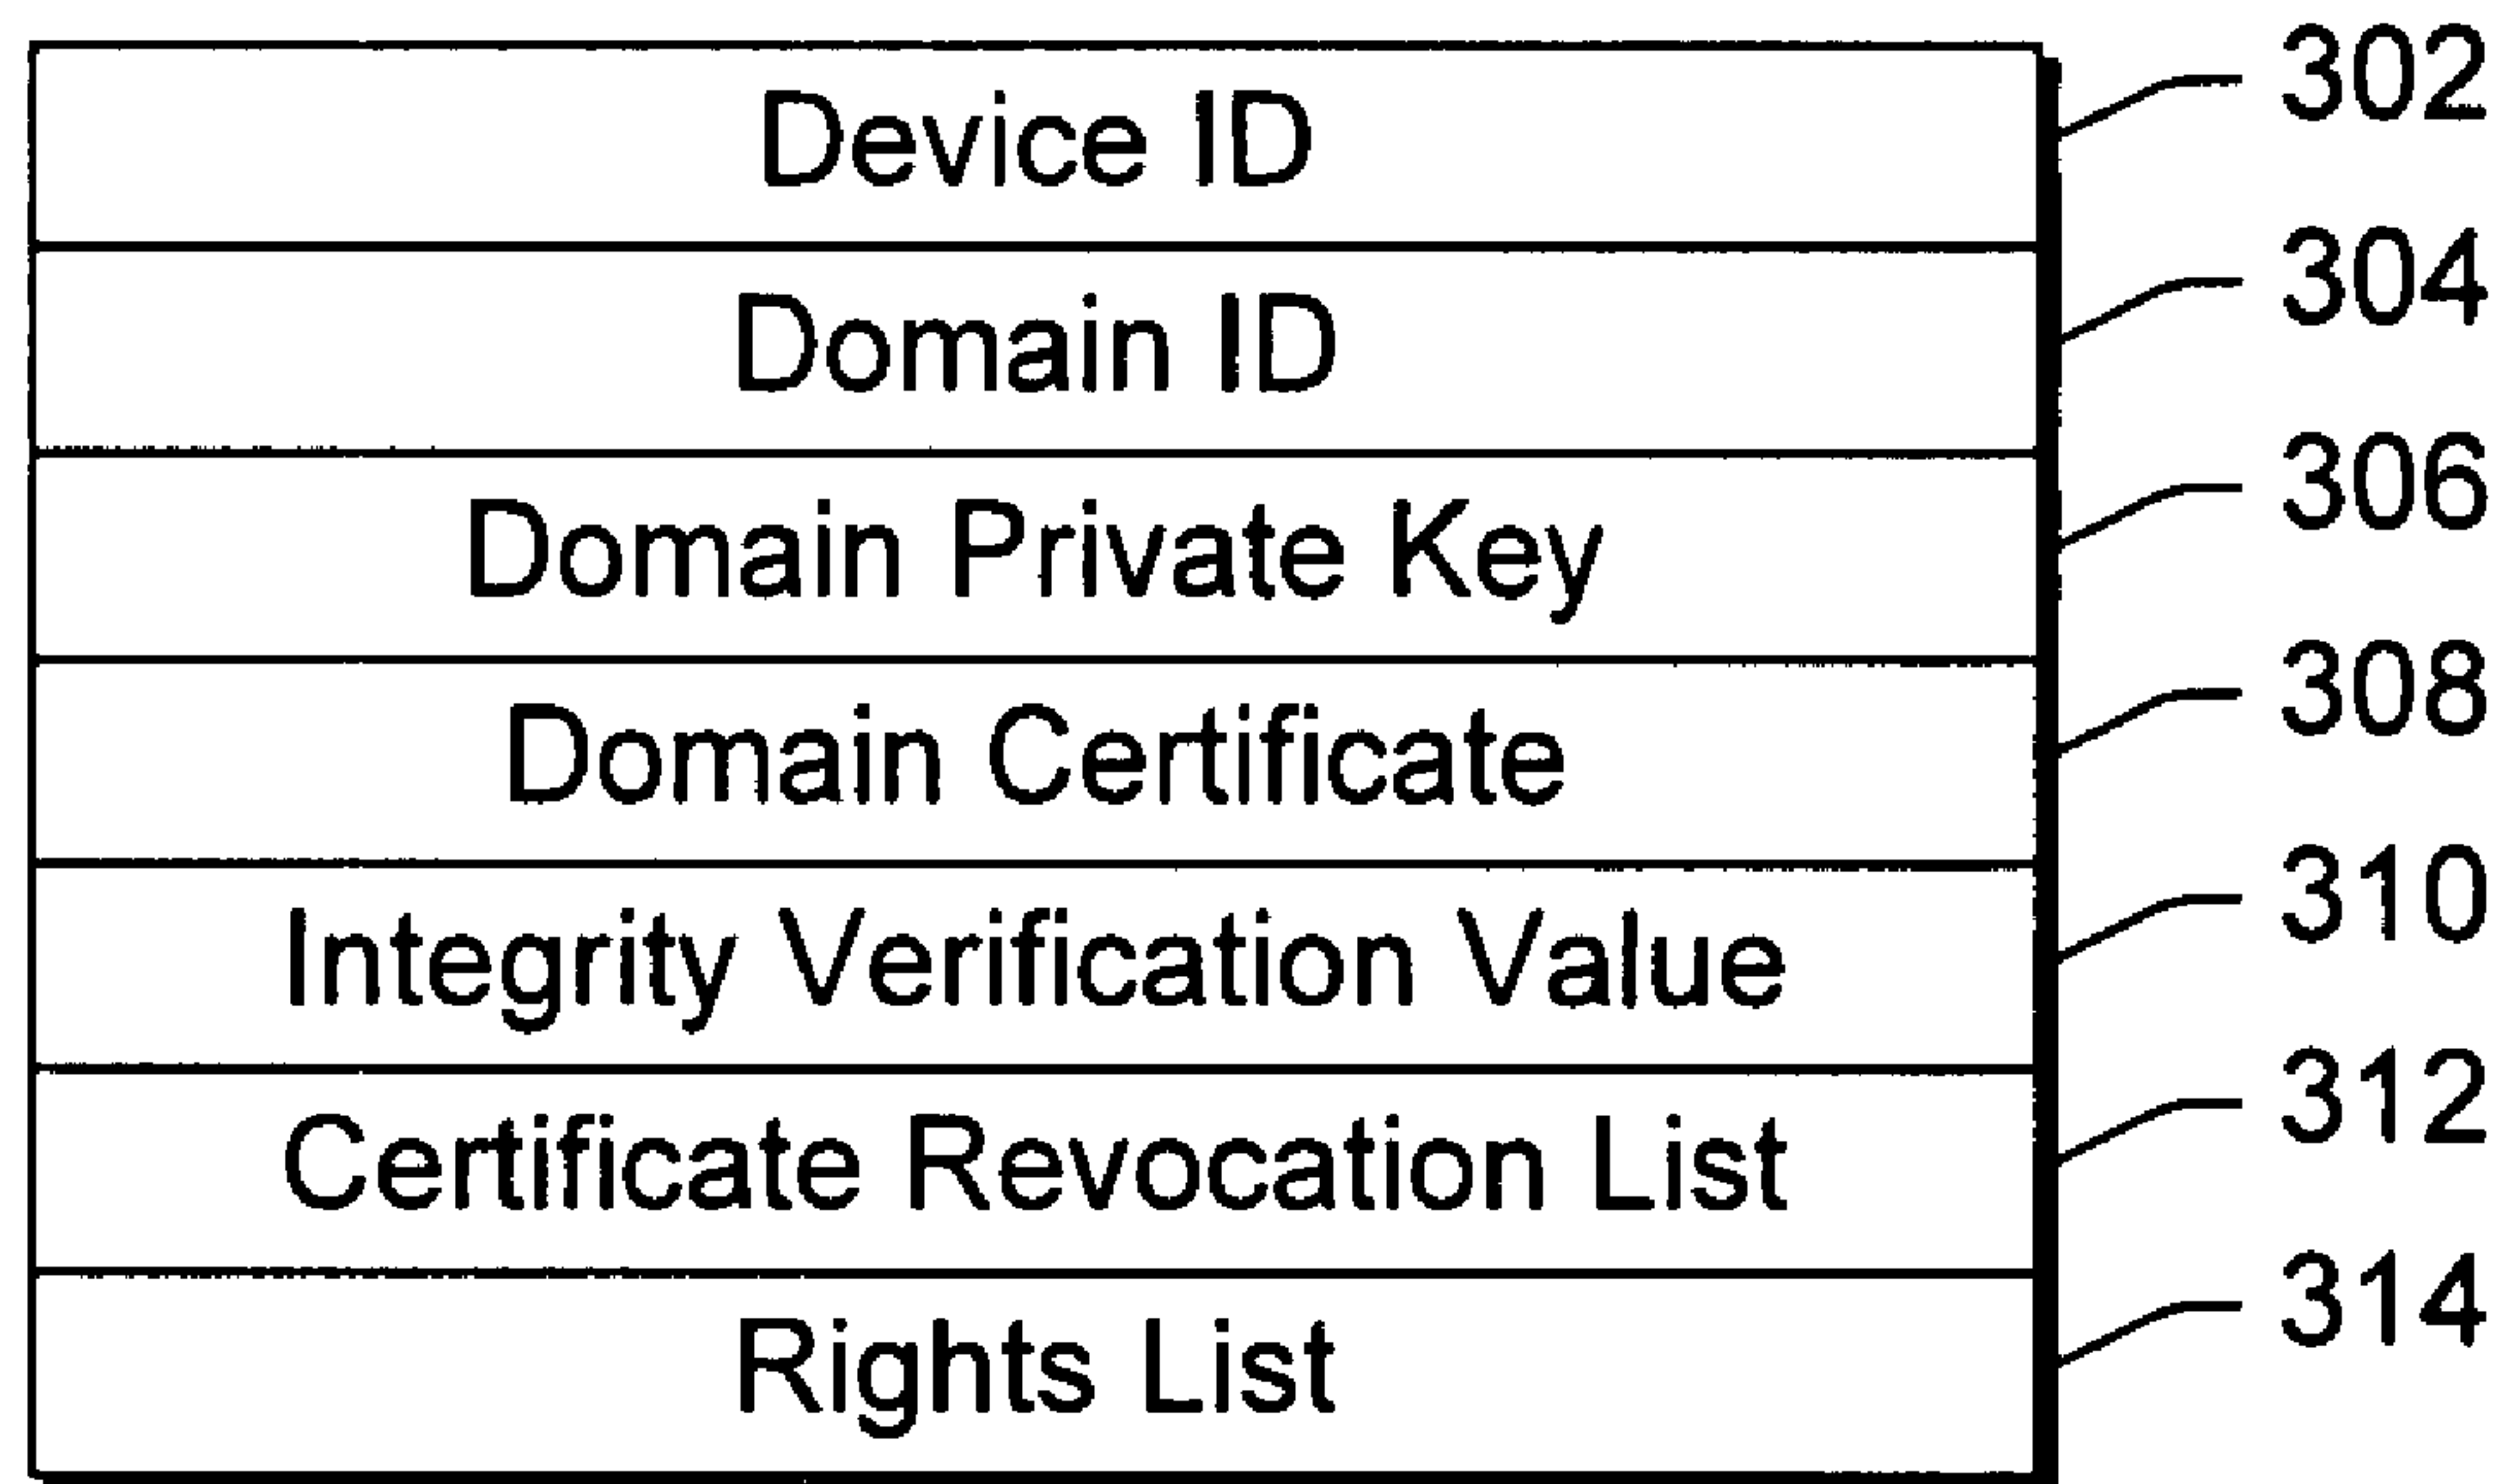 Device ID 302
Domain ID 304
Domain Private Key 306
Domain Certificate 308
Integrity Verification Value 310
Certificate Revocation List 312
Rights List 314